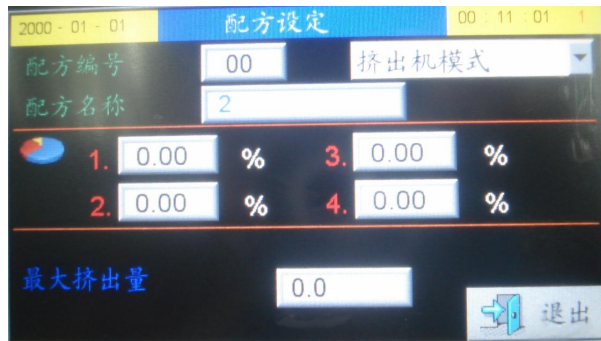 2000 - 01 - 01 配方设定 00 : 11 : 01 1
配方编号 00 挤出机模式
配方名称 2
1. 0.00 % 3. 0.00 %
2. 0.00 % 4. 0.00 %
最大挤出量 0.0
退出